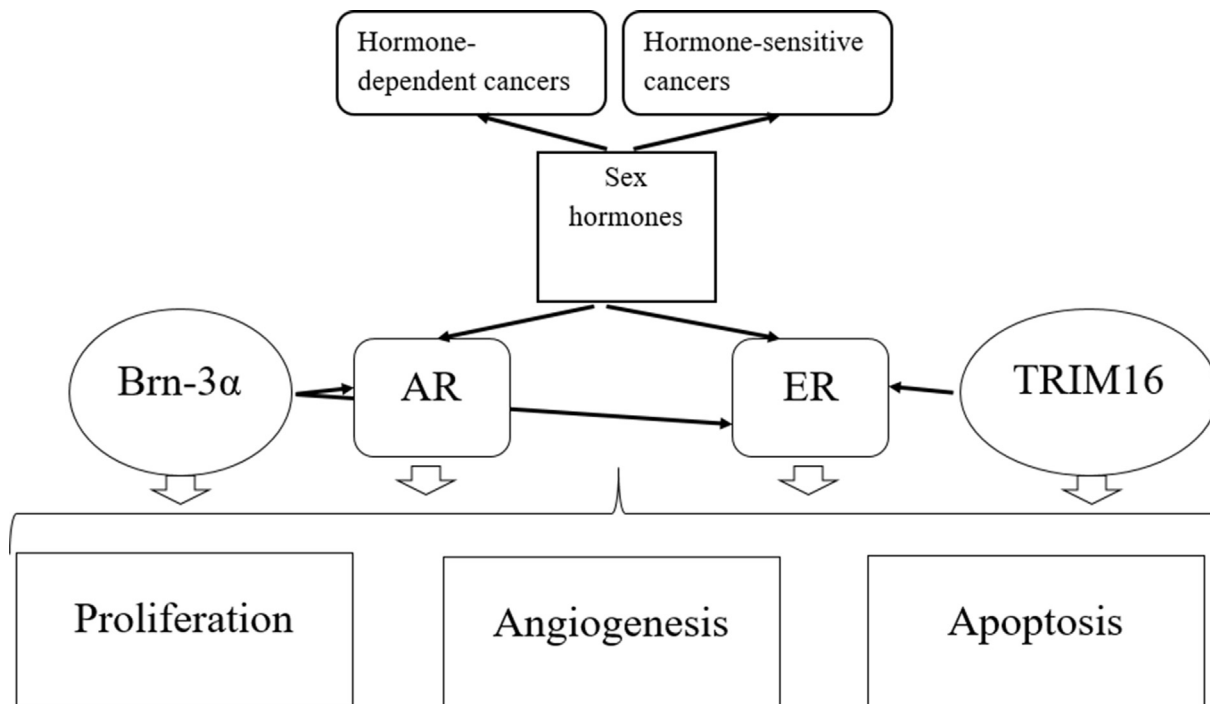 Hormone-
dependent cancers
Hormone-sensitive
cancers
Sex
hormones
Brn-3α
AR
ER
TRIM16
Proliferation
Angiogenesis
Apoptosis